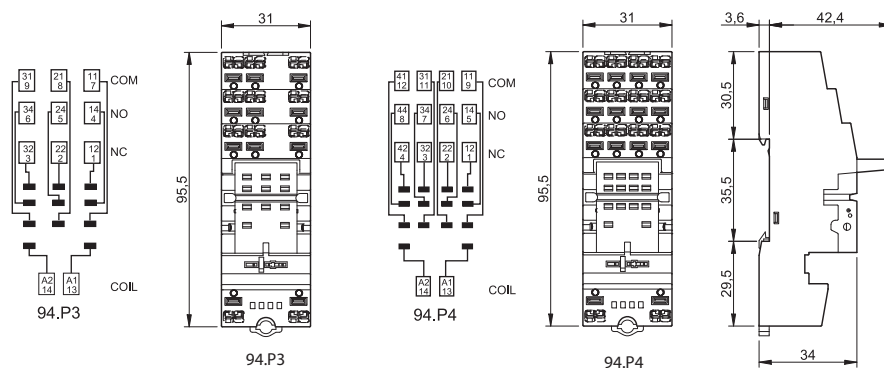 31
31
3,6
42,4
31 21 11
9 8 7
COM
34 24 14
6 5 4
NO
32 22 12
3 2 1
NC
A2 A1
14 13
COIL
94.P3
95,5
94.P3
41 31 21 11
12 11 10 9
COM
44 34 24 14
8 7 6 5
NO
42 32 22 12
4 3 2 1
NC
A2 A1
14 13
COIL
94.P4
95,5
94.P4
30,5
35,5
29,5
34